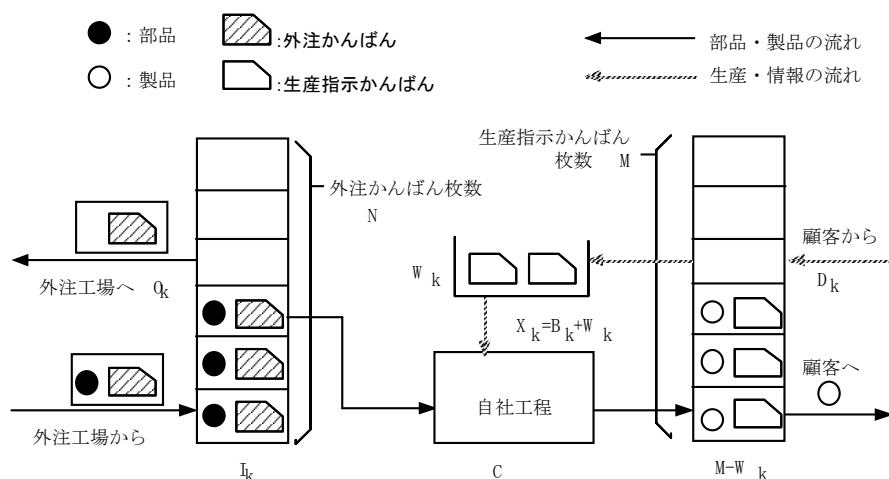 ：部品
:外注かんばん
部品・製品の流れ
：製品
:生産指示かんばん
生産・情報の流れ
生産指示かんばん
枚数 M
外注かんばん枚数
N
顧客から
D k
外注工場へ O k
W k
X k=B k+W k
顧客へ
自社工程
外注工場から
I k
C
M-W k